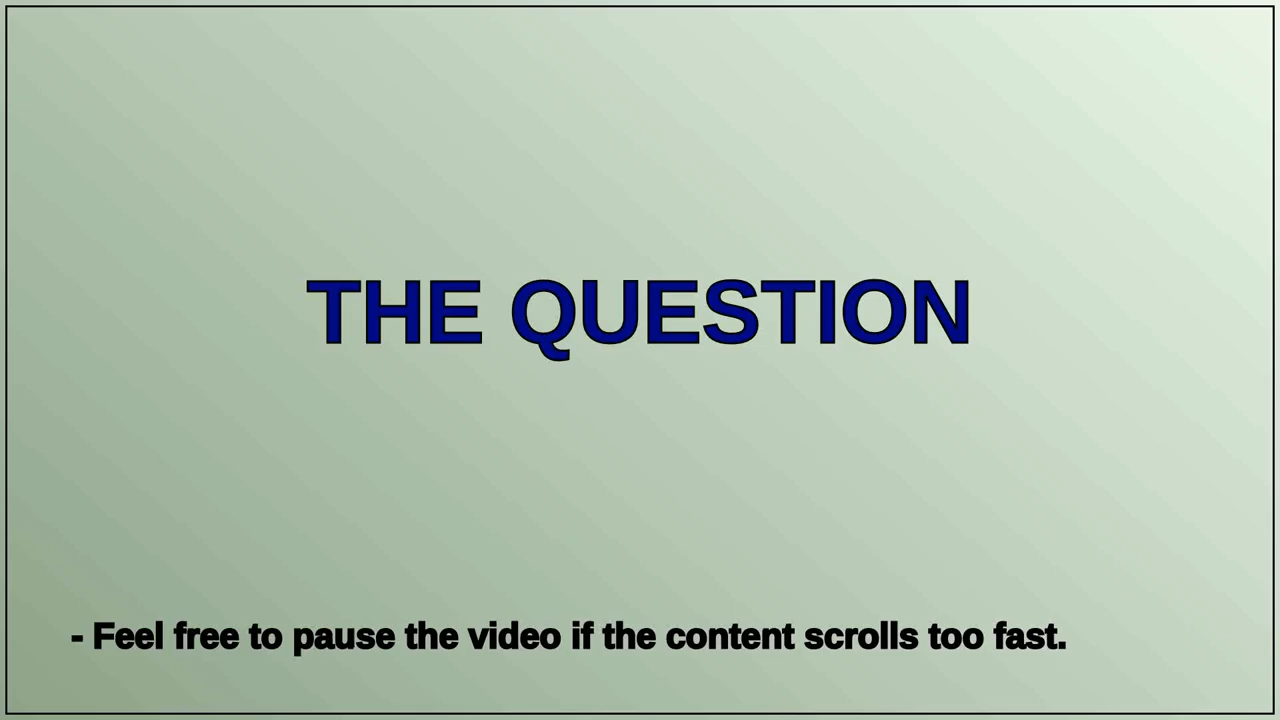 THE QUESTION
- Feel free to pause the video if the content scrolls too fast.